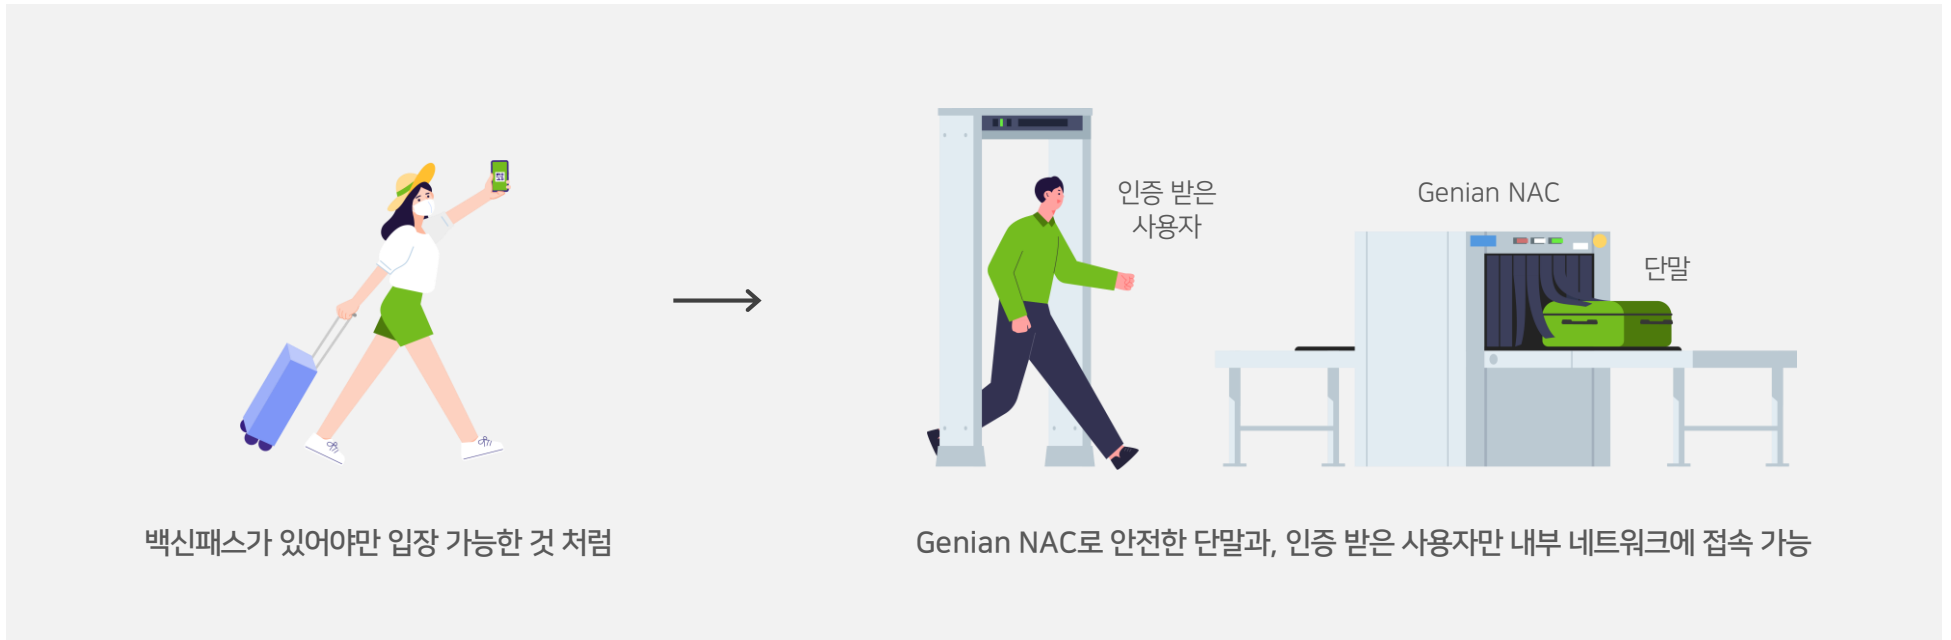 인증 받은
사용자
Genian NAC
단말
백신패스가 있어야만 입장 가능한 것 처럼
Genian NAC로 안전한 단말과, 인증 받은 사용자만 내부 네트워크에 접속 가능